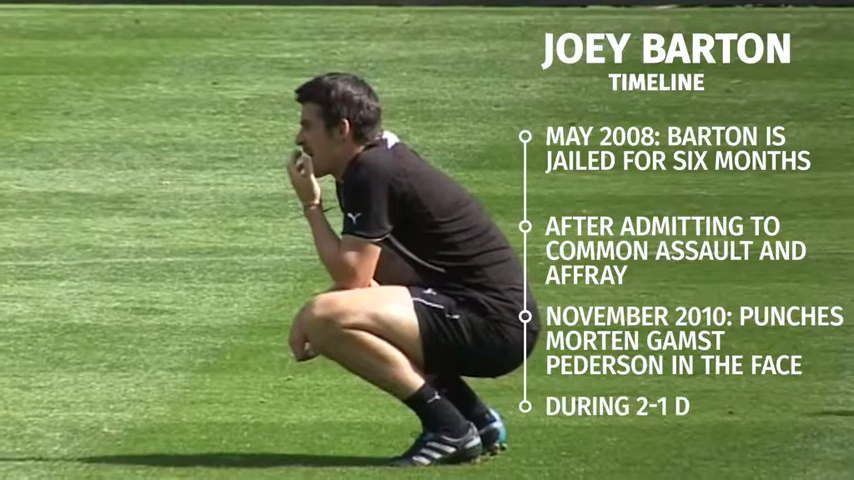 JOEY BARTON
TIMELINE
MAY 2008: BARTON IS
JAILED FOR SIX MONTHS
AFTER ADMITTING TO
COMMON ASSAULT AND
AFFRAY
NOVEMBER 2010: PUNCHES
MORTEN GAMST
PEDERSON IN THE FACE
DURING 2-1 D